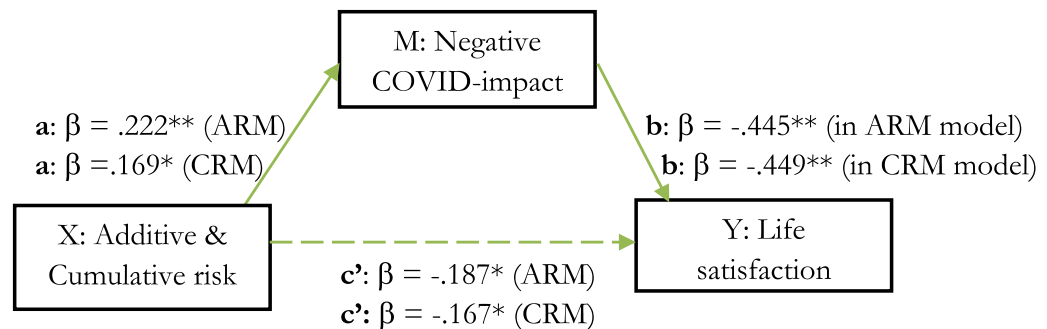 M: Negative
COVID-impact
a: β = .222** (ARM)
a: β =.169* (CRM)
b: β = -.445** (in ARM model)
b: β = -.449** (in CRM model)
X: Additive &
Cumulative risk
Y: Life
satisfaction
c’: β = -.187* (ARM)
c’: β = -.167* (CRM)